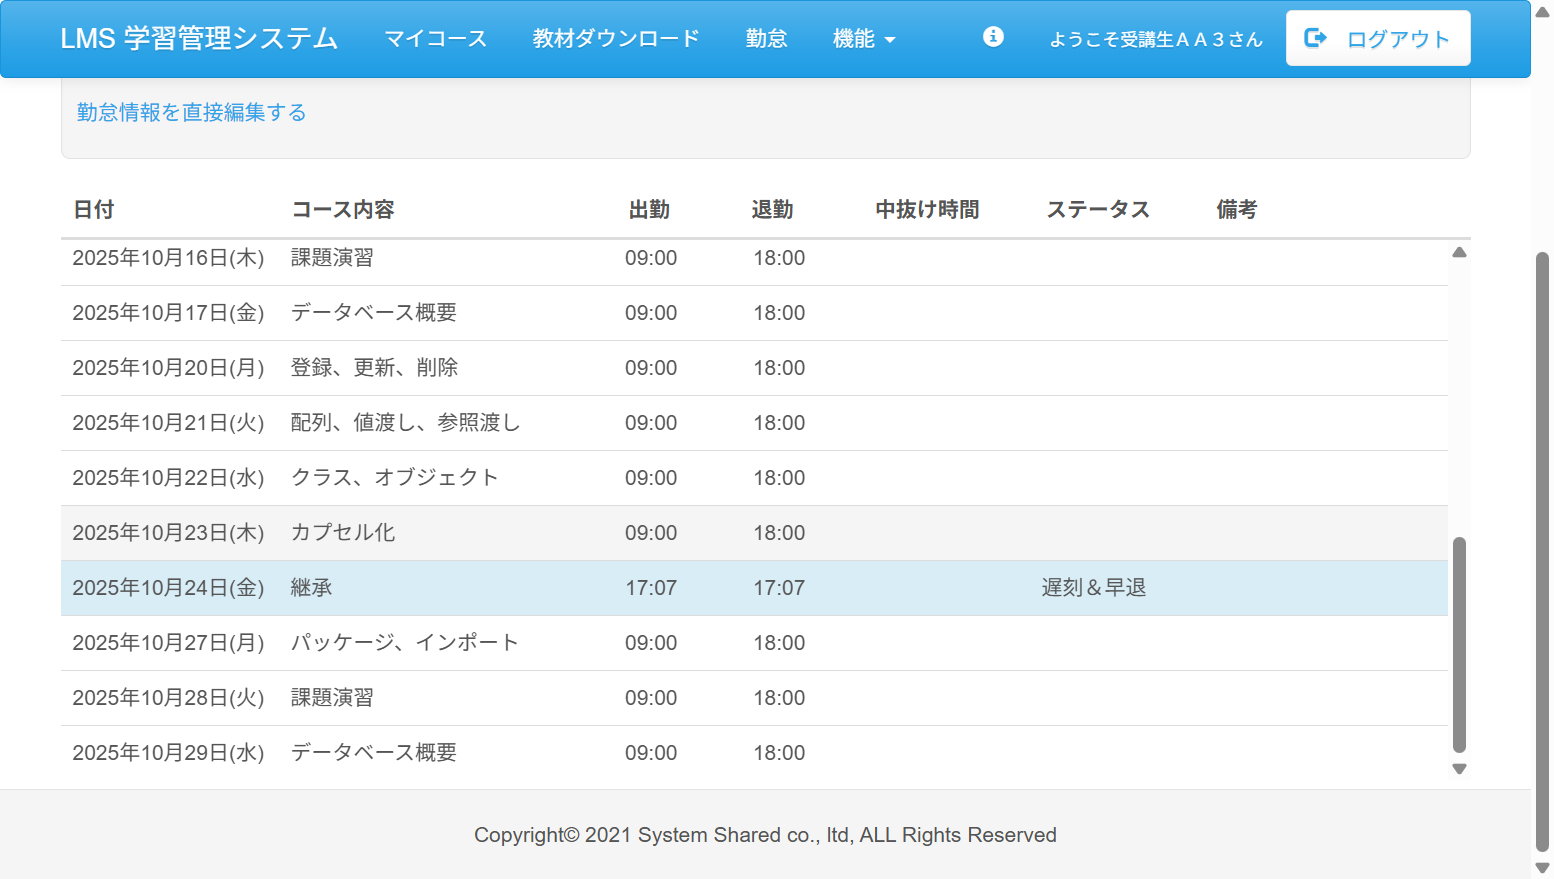 LMS 学習管理システム マイコース 教材ダウンロード 勤怠 機能 ようこそ受講生ＡＡ３さん ログアウト
勤怠情報を直接編集する
日付 コース内容 出勤 退勤 中抜け時間 ステータス 備考
2025年10月16日(木) 課題演習 09:00 18:00
2025年10月17日(金) データベース概要 09:00 18:00
2025年10月20日(月) 登録、更新、削除 09:00 18:00
2025年10月21日(火) 配列、値渡し、参照渡し 09:00 18:00
2025年10月22日(水) クラス、オブジェクト 09:00 18:00
2025年10月23日(木) カプセル化 09:00 18:00
2025年10月24日(金) 継承 17:07 17:07 遅刻＆早退
2025年10月27日(月) パッケージ、インポート 09:00 18:00
2025年10月28日(火) 課題演習 09:00 18:00
2025年10月29日(水) データベース概要 09:00 18:00
Copyright© 2021 System Shared co., ltd, ALL Rights Reserved